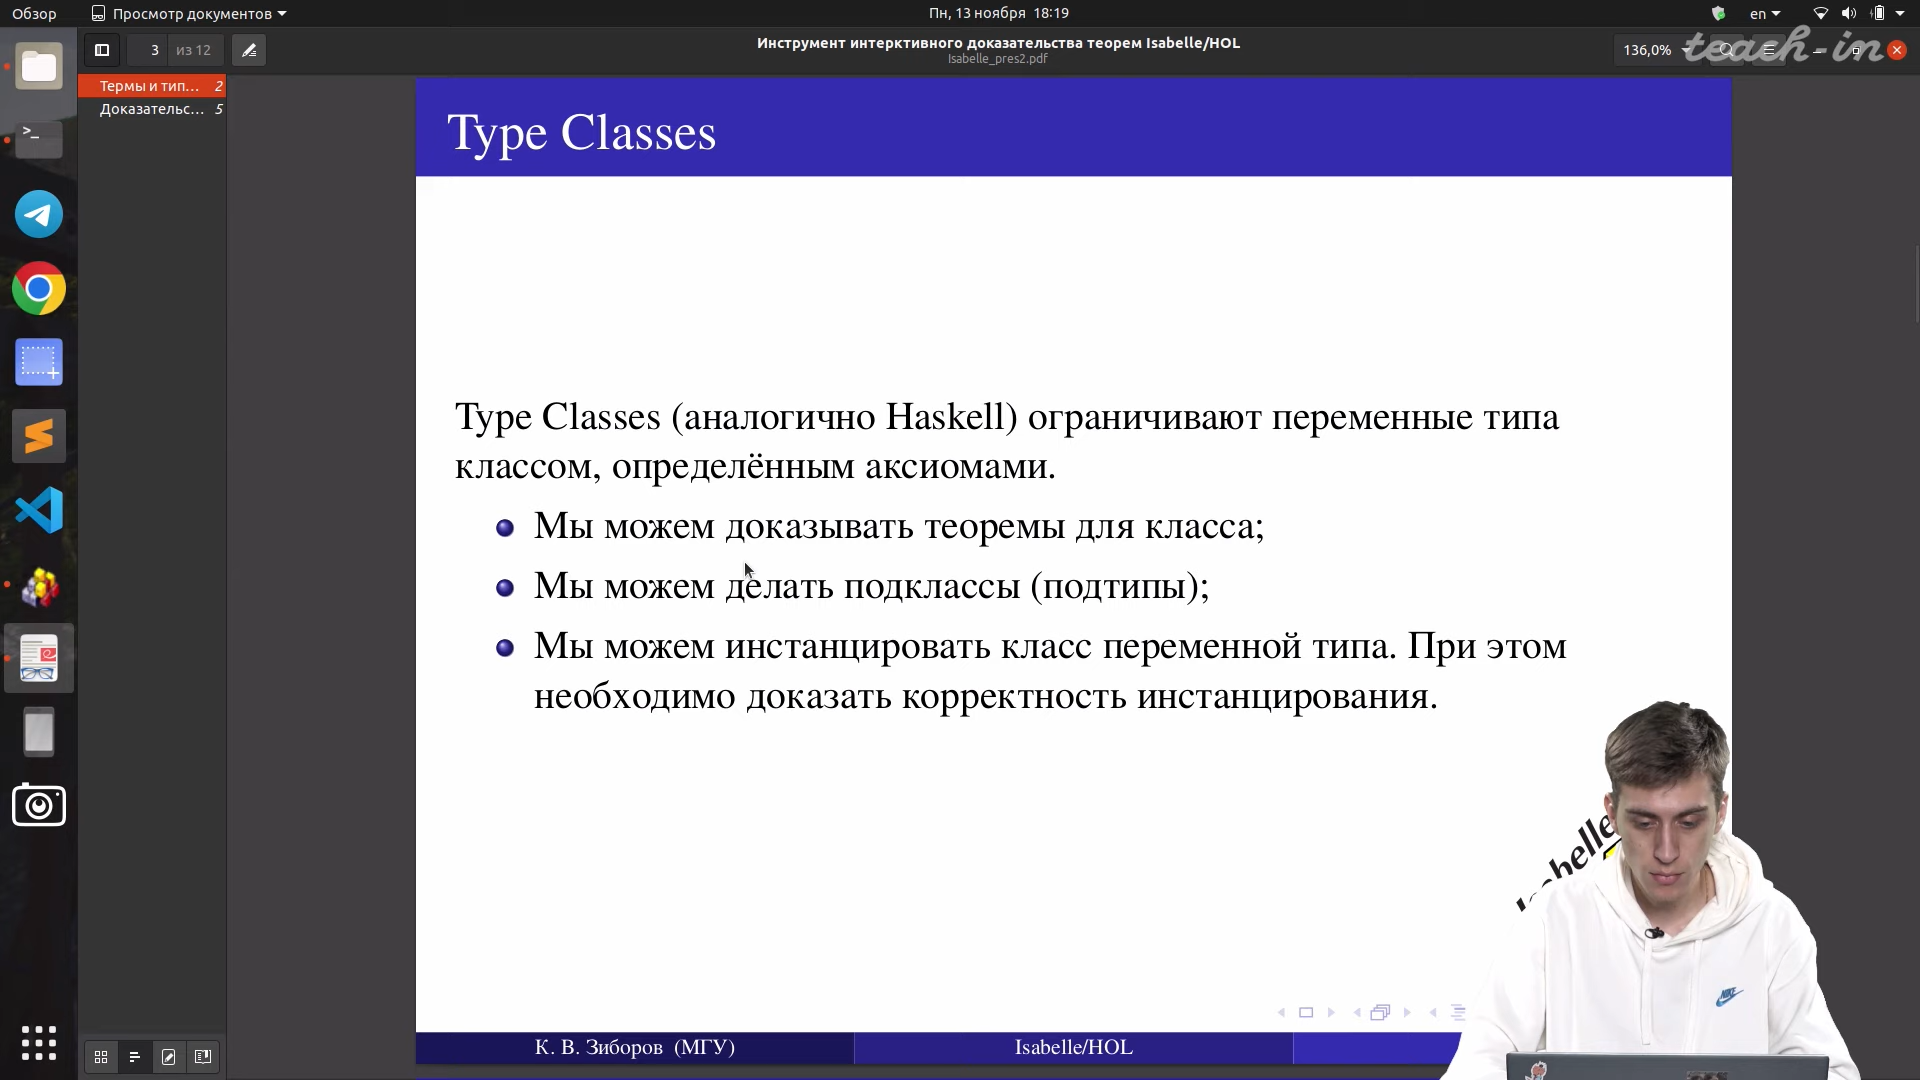 Обзор
Просмотр документов
Пн, 13 ноября 18:19
en
3 из 12
Инструмент интерктивного доказательства теорем Isabelle/HOL
Isabelle_pres2.pdf
136,0%
teach-in
Термы и тип... 2
Доказательс... 5
Type Classes
Type Classes (аналогично Haskell) ограничивают переменные типа
классом, определённым аксиомами.
Мы можем доказывать теоремы для класса;
Мы можем делать подклассы (подтипы);
Мы можем инстанцировать класс переменной типа. При этом
необходимо доказать корректность инстанцирования.
Isabelle
NIKE
К. В. Зиборов (МГУ)
Isabelle/HOL